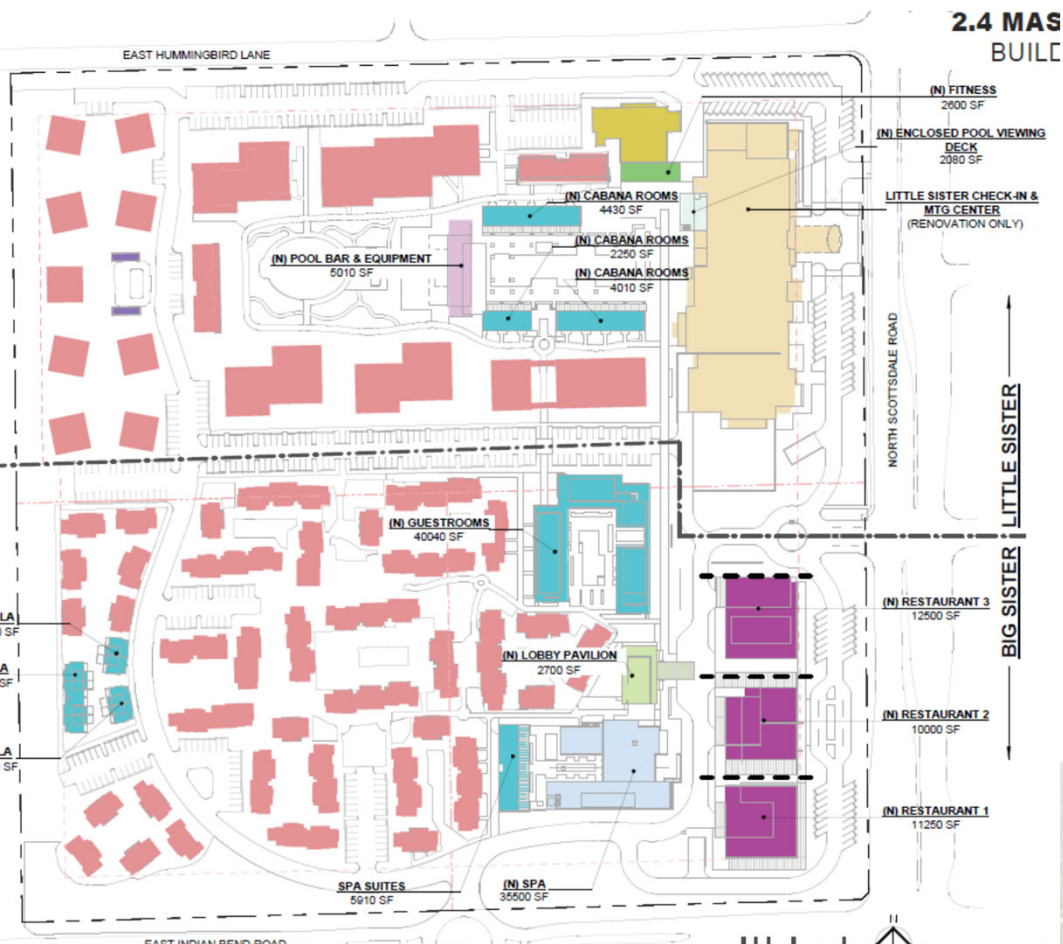 2.4 MAS
BUILD
EAST HUMMINGBIRD LANE
(N) FITNESS
2600 SF
(N) ENCLOSED POOL VIEWING
DECK
2080 SF
LITTLE SISTER CHECK-IN &
MTG CENTER
(RENOVATION ONLY)
(N) CABANA ROOMS
4430 SF
(N) CABANA ROOMS
2250 SF
(N) POOL BAR & EQUIPMENT
5010 SF
(N) CABANA ROOMS
4010 SF
NORTH SCOTTSDALE ROAD
LITTLE SISTER
BIG SISTER
(N) GUESTROOMS
40040 SF
(N) RESTAURANT 3
12500 SF
LA
SF
(N) LOBBY PAVILION
2700 SF
A
SF
(N) RESTAURANT 2
10000 SF
LA
SF
(N) RESTAURANT 1
11250 SF
SPA SUITES
5910 SF
(N) SPA
35500 SF
EAST INDIAN BEND ROAD